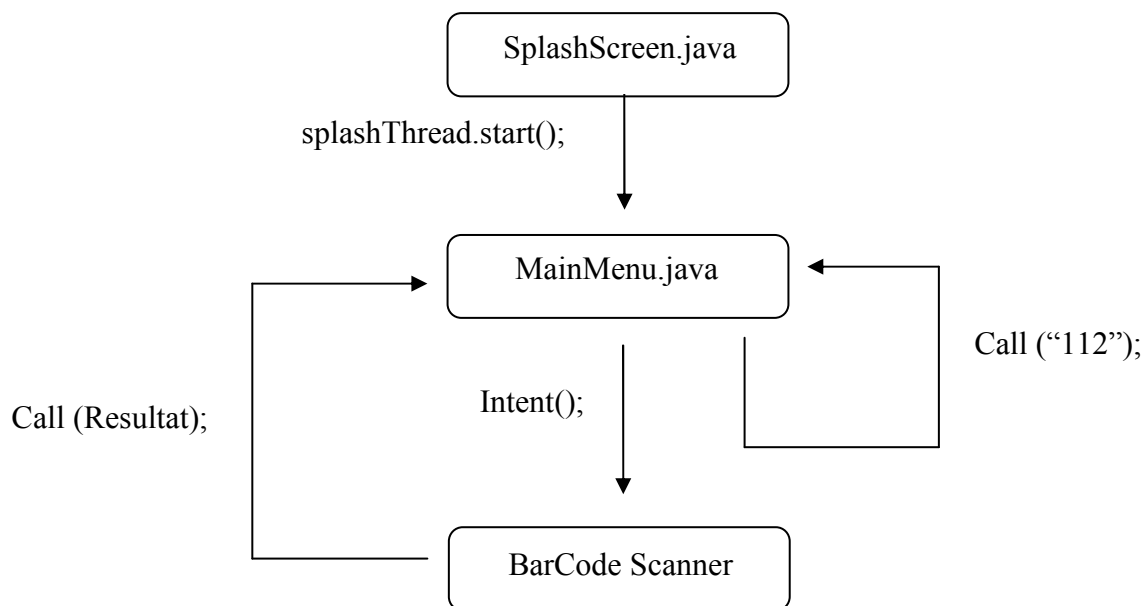 SplashScreen.java
splashThread.start();
MainMenu.java
Call (“112”);
Intent();
Call (Resultat);
BarCode Scanner